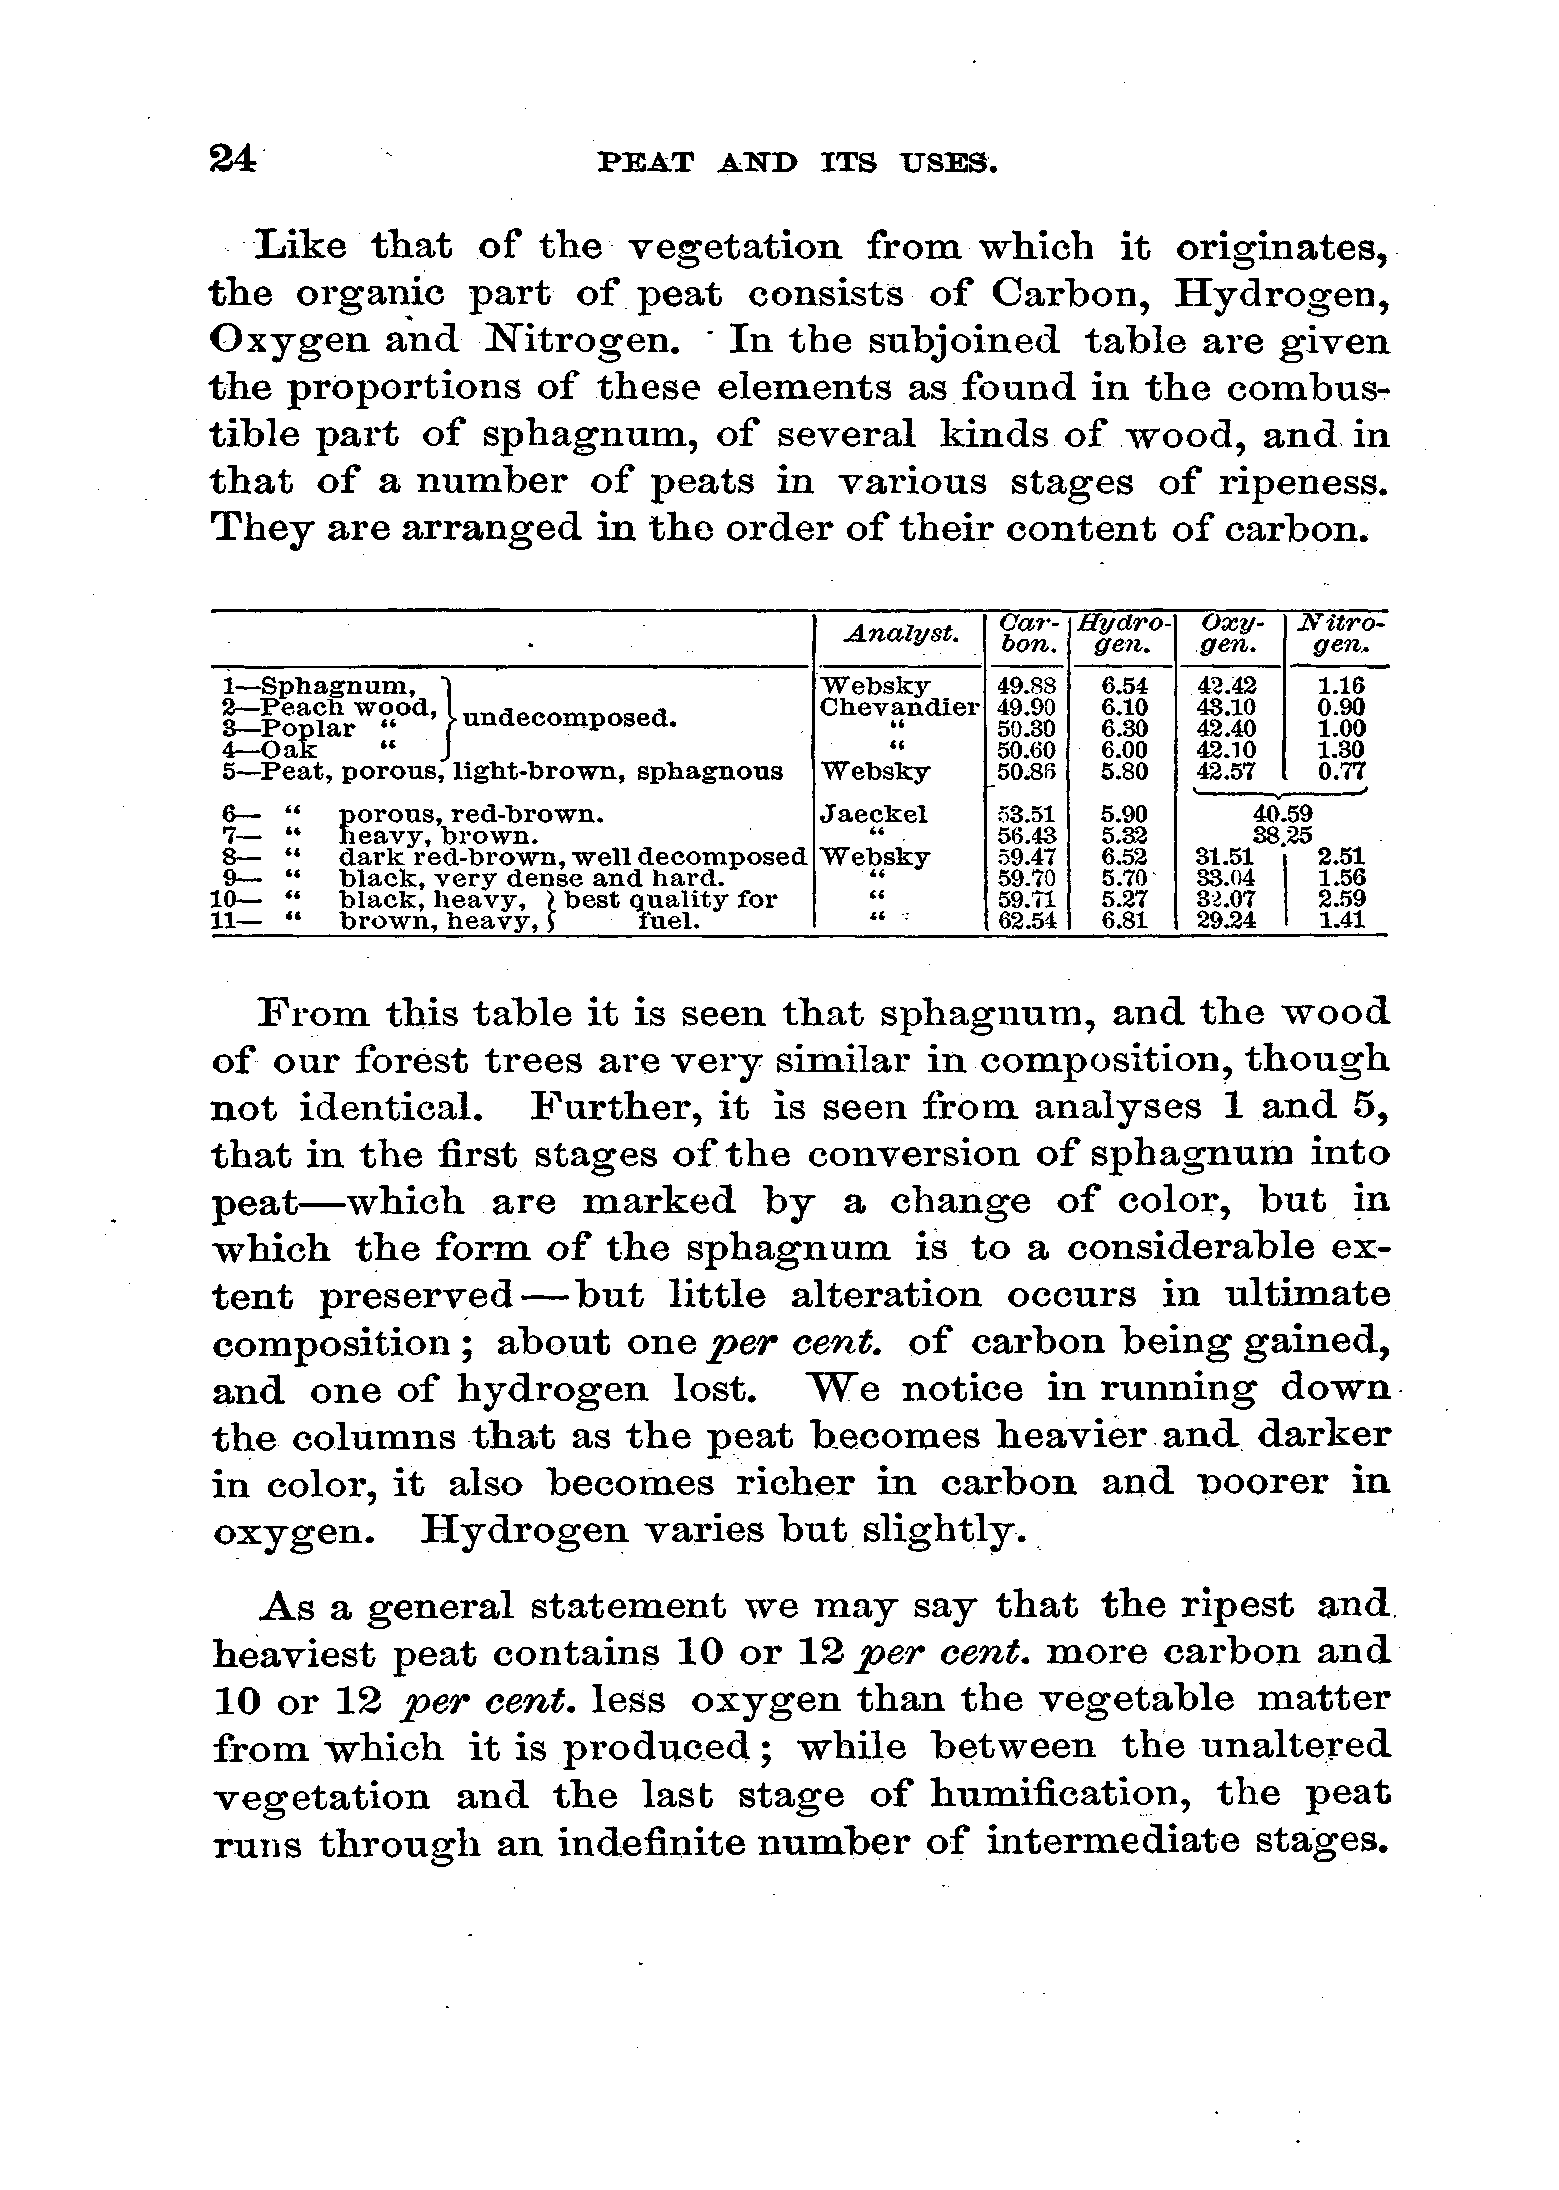 24 PEAT AND ITS USES.
Like that of the vegetation from which it originates,
the organic part of peat consists of Carbon, Hydrogen,
Oxygen and Nitrogen. In the subjoined table are given
the proportions of these elements as found in the combus-
tible part of sphagnum, of several kinds of wood, and in
that of a number of peats in various stages of ripeness.
They are arranged in the order of their content of carbon.
Analyst. Car-bon. Hydro-gen. Oxy-gen. Nitro-gen.
1—Sphagnum, Websky 49.88 6.54 42.42 1.16
2—Peach wood, } undecomposed. Chevandier 49.90 6.10 43.10 0.90
3—Poplar “ “ 50.30 6.30 42.40 1.00
4—Oak “ “ 50.60 6.00 42.10 1.30
5—Peat, porous, light-brown, sphagnous Websky 50.86 5.80 42.57 0.77
6— “ porous, red-brown. Jaeckel 53.51 5.90 40.59
7— “ heavy, brown. “ 56.43 5.32 38.25
8— “ dark red-brown, well decomposed Websky 59.47 6.52 31.51 2.51
9— “ black, very dense and hard. “ 59.70 5.70 33.04 1.56
10— “ black, heavy, } best quality for “ 59.71 5.27 32.07 2.59
11— “ brown, heavy, } fuel. “ 62.54 6.81 29.24 1.41
From this table it is seen that sphagnum, and the wood
of our forest trees are very similar in composition, though
not identical. Further, it is seen from analyses 1 and 5,
that in the first stages of the conversion of sphagnum into
peat—which are marked by a change of color, but in
which the form of the sphagnum is to a considerable ex-
tent preserved—but little alteration occurs in ultimate
composition; about one per cent. of carbon being gained,
and one of hydrogen lost. We notice in running down
the columns that as the peat becomes heavier and darker
in color, it also becomes richer in carbon and poorer in
oxygen. Hydrogen varies but slightly.
As a general statement we may say that the ripest and
heaviest peat contains 10 or 12 per cent. more carbon and
10 or 12 per cent. less oxygen than the vegetable matter
from which it is produced; while between the unaltered
vegetation and the last stage of humification, the peat
runs through an indefinite number of intermediate stages.